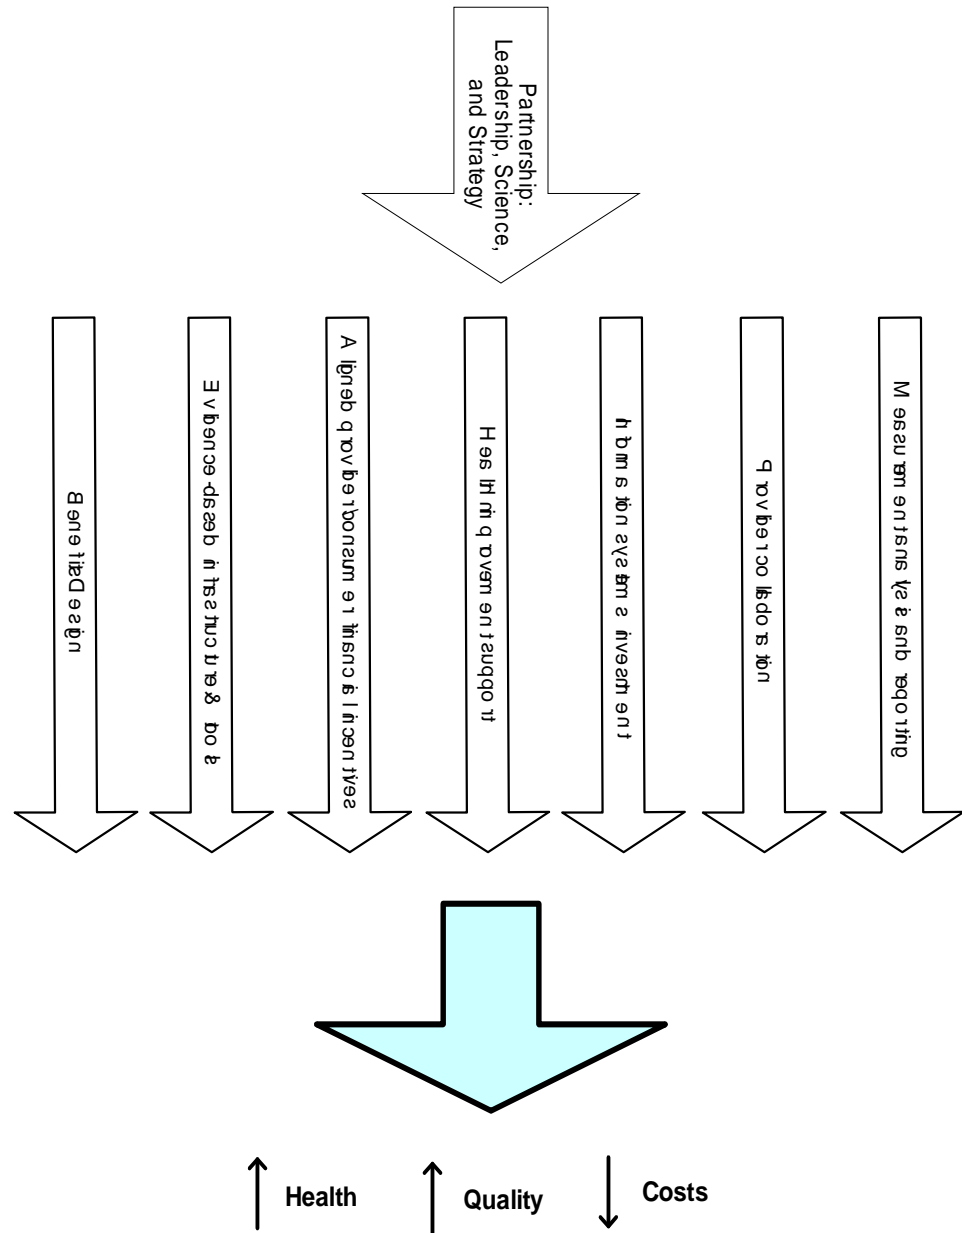 Partnership:
Leadership, Science,
and Strategy
Benefit Design
Evidence-based infrastructure & tools
Aligned provider/consumer financial incentives
Health improvement support
Information systems investment
Provider collaboration
Measurement analysis and reporting
Health
Quality
Costs